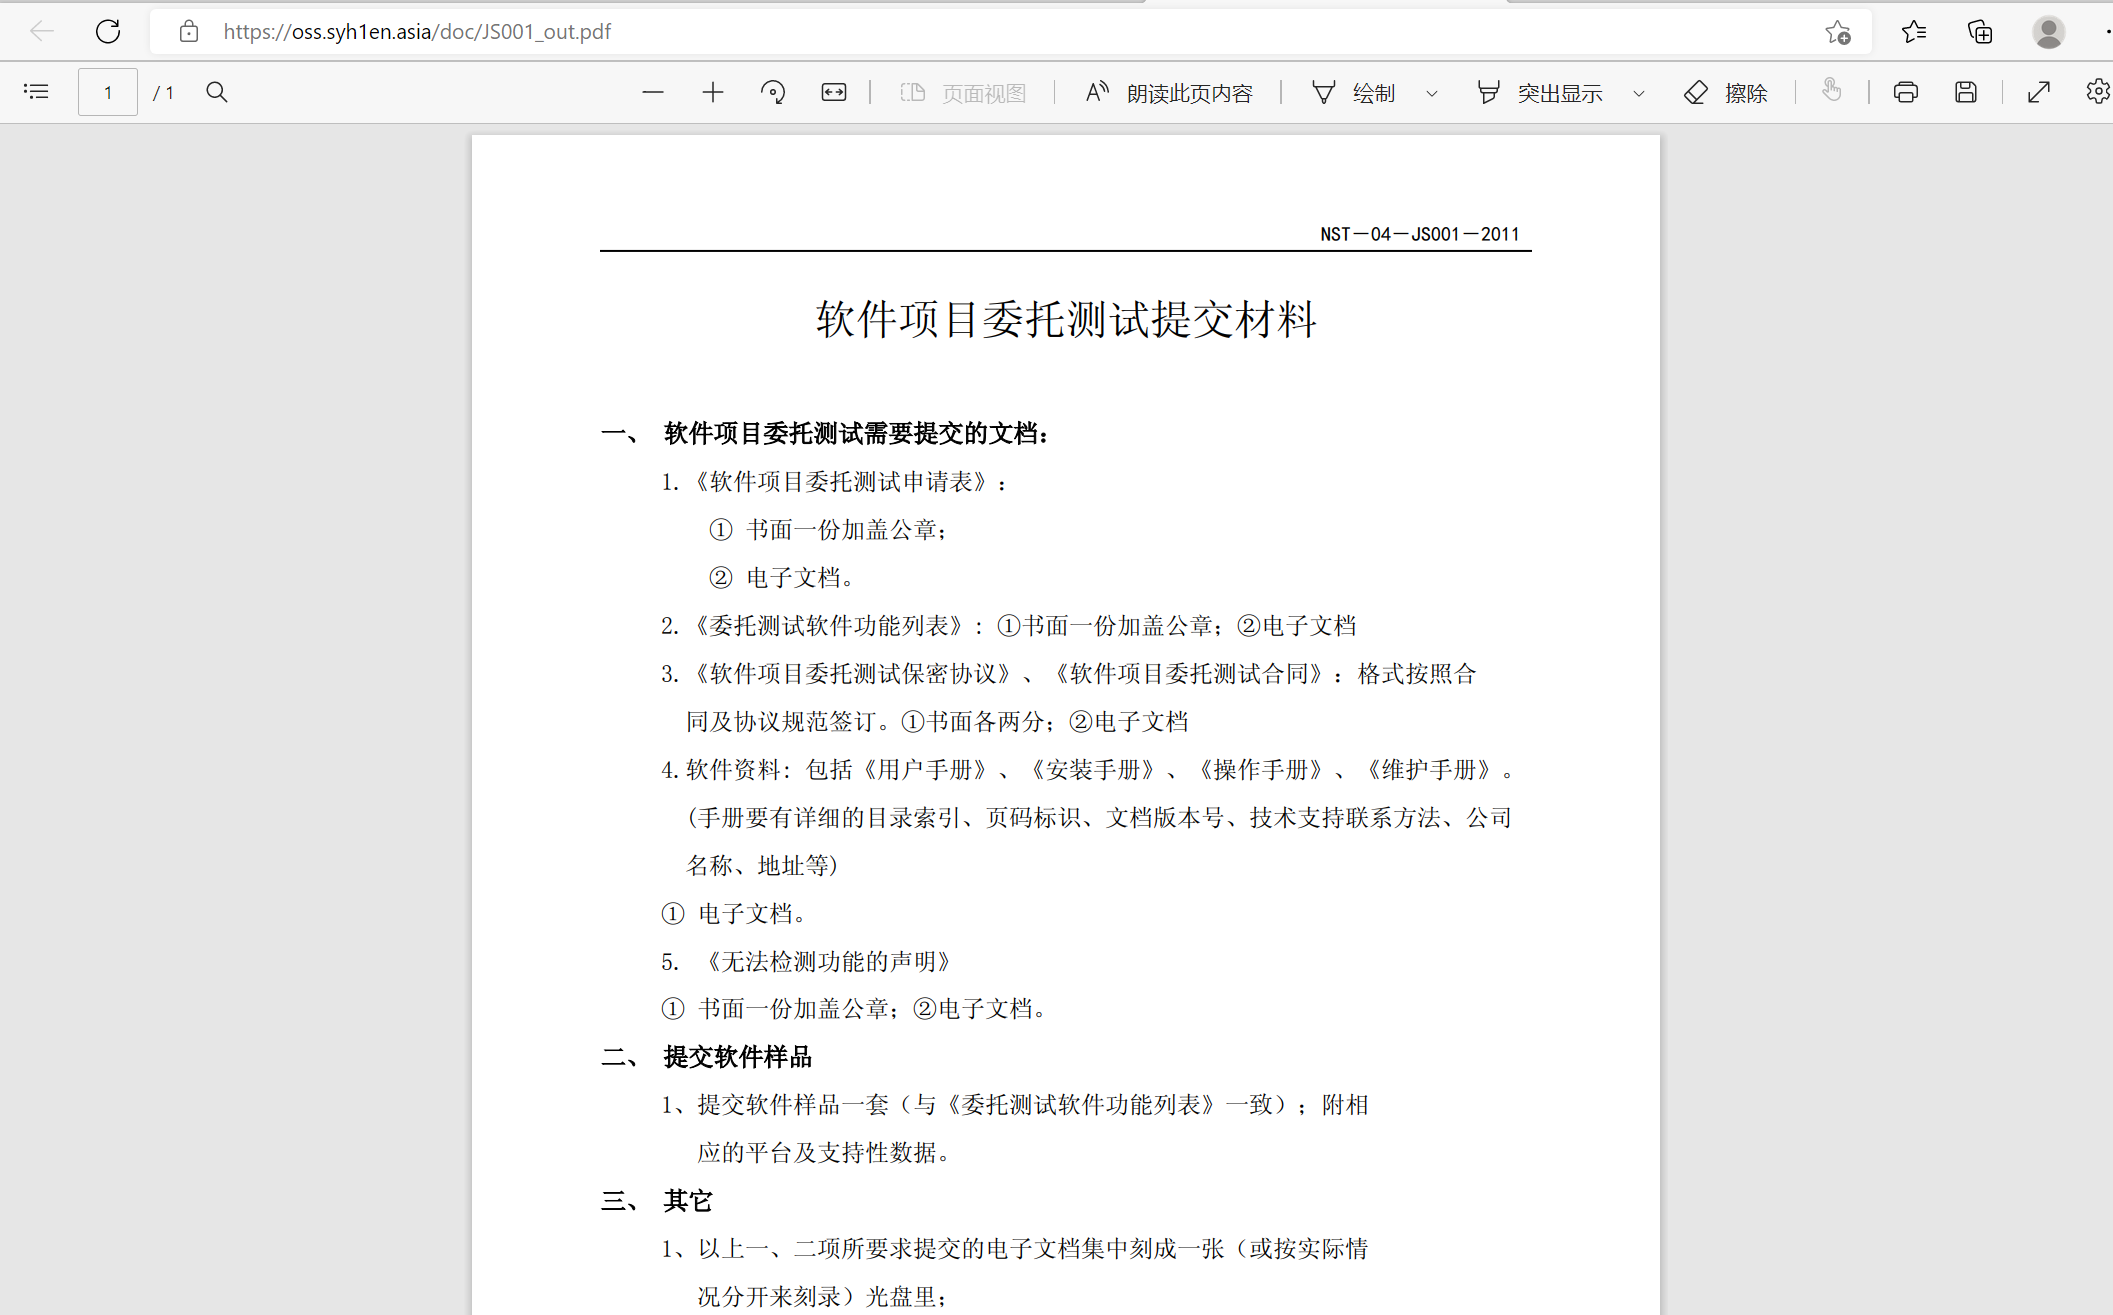 https://oss.syh1en.asia/doc/JS001_out.pdf
1 / 1 页面视图 朗读此页内容 绘制 突出显示 擦除
NST－04－JS001－2011
软件项目委托测试提交材料
一、 软件项目委托测试需要提交的文档：
1.《软件项目委托测试申请表》：
① 书面一份加盖公章；
② 电子文档。
2.《委托测试软件功能列表》：①书面一份加盖公章；②电子文档
3.《软件项目委托测试保密协议》、《软件项目委托测试合同》：格式按照合
同及协议规范签订。①书面各两分；②电子文档
4.软件资料：包括《用户手册》、《安装手册》、《操作手册》、《维护手册》。
(手册要有详细的目录索引、页码标识、文档版本号、技术支持联系方法、公司
名称、地址等)
① 电子文档。
5. 《无法检测功能的声明》
① 书面一份加盖公章；②电子文档。
二、 提交软件样品
1、提交软件样品一套（与《委托测试软件功能列表》一致）；附相
应的平台及支持性数据。
三、 其它
1、以上一、二项所要求提交的电子文档集中刻成一张（或按实际情
况分开来刻录）光盘里；